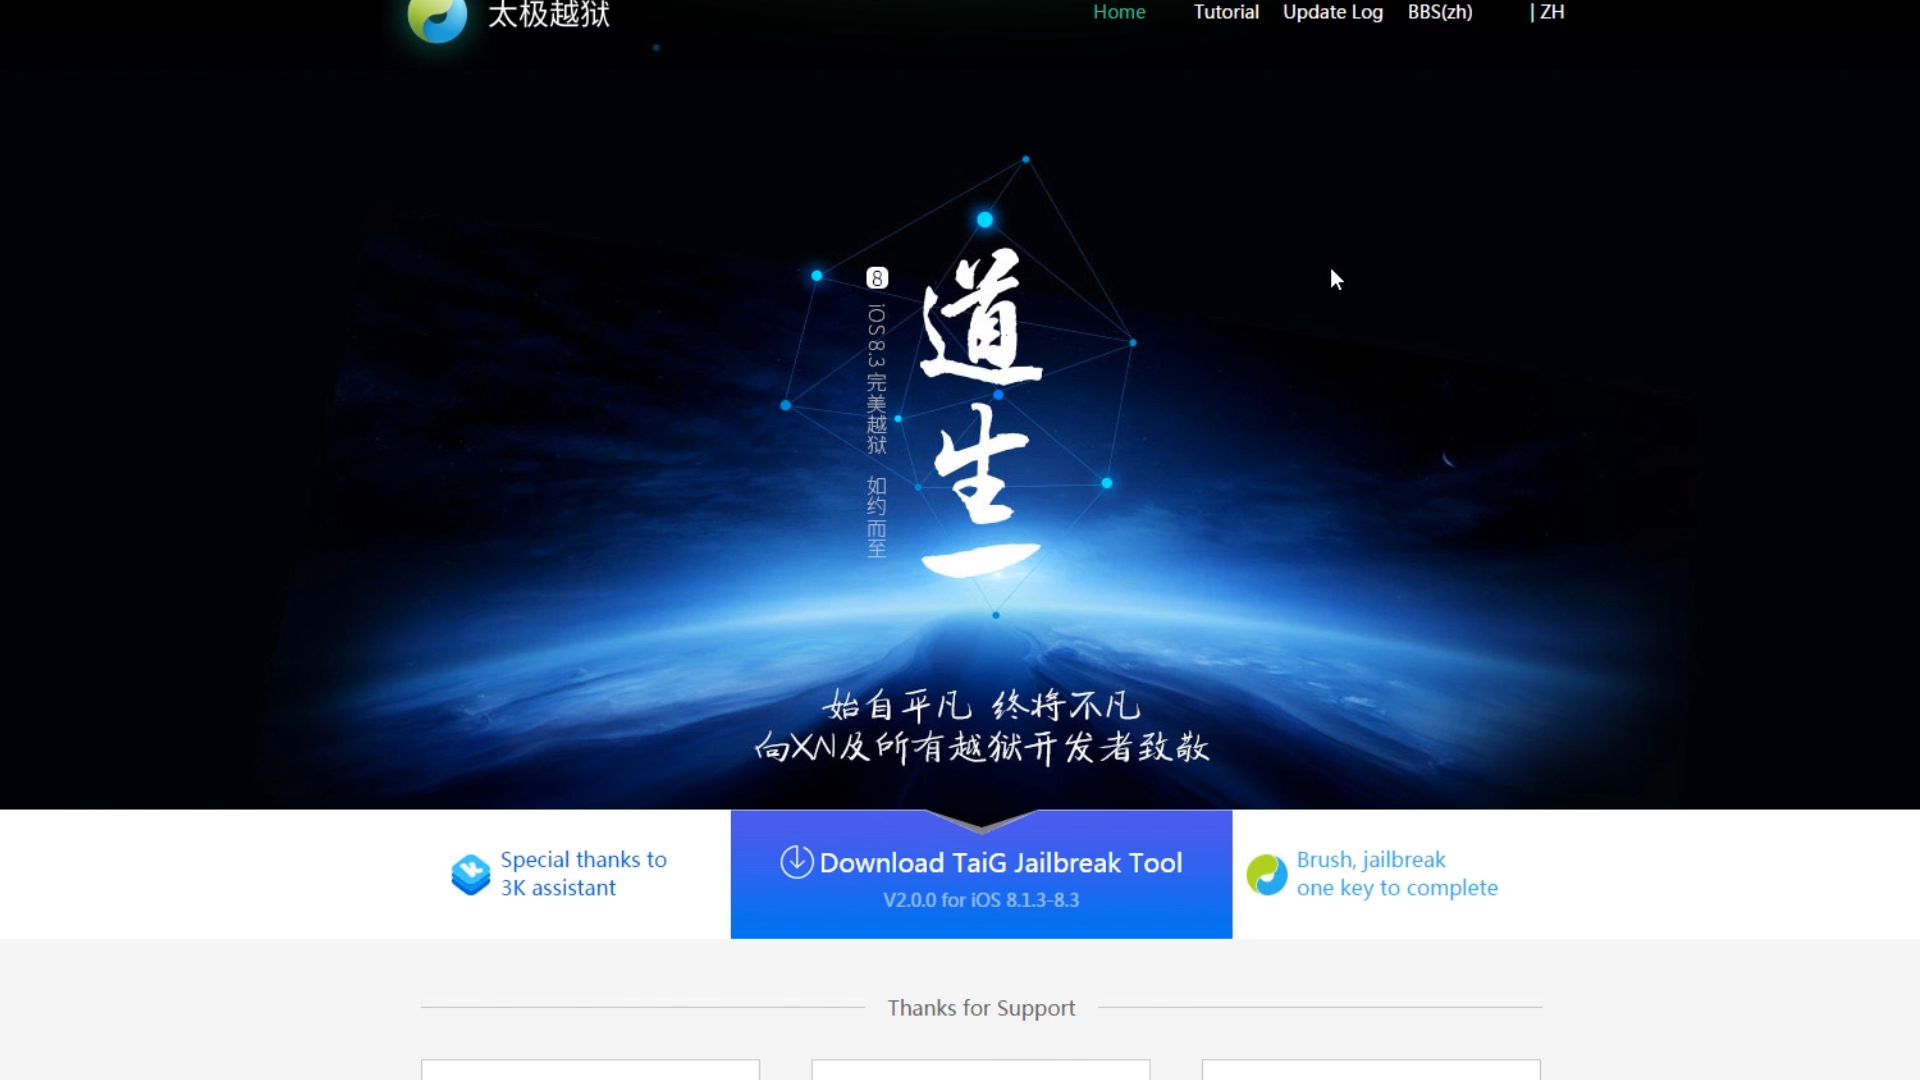 太极越狱
Home
Tutorial
Update Log
BBS(zh)
| ZH
道生一
8
iOS 8.3 完美越狱 如约而至
始自平凡 终将不凡
向XN及所有越狱开发者致敬
Special thanks to
3K assistant
Download TaiG Jailbreak Tool
V2.0.0 for iOS 8.1.3-8.3
Brush, jailbreak
one key to complete
Thanks for Support